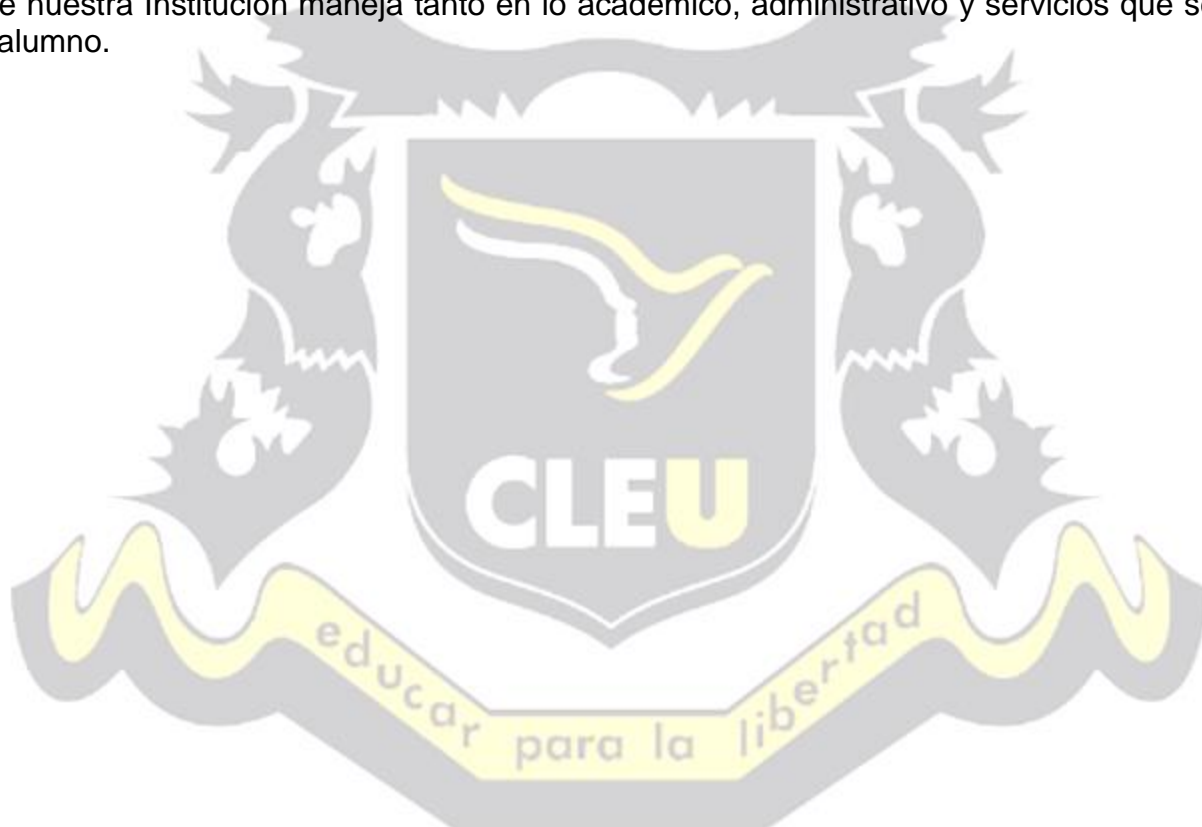 e nuestra Institución maneja tanto en lo académico, administrativo y servicios que s
alumno.
CLEU
educar para la libertad